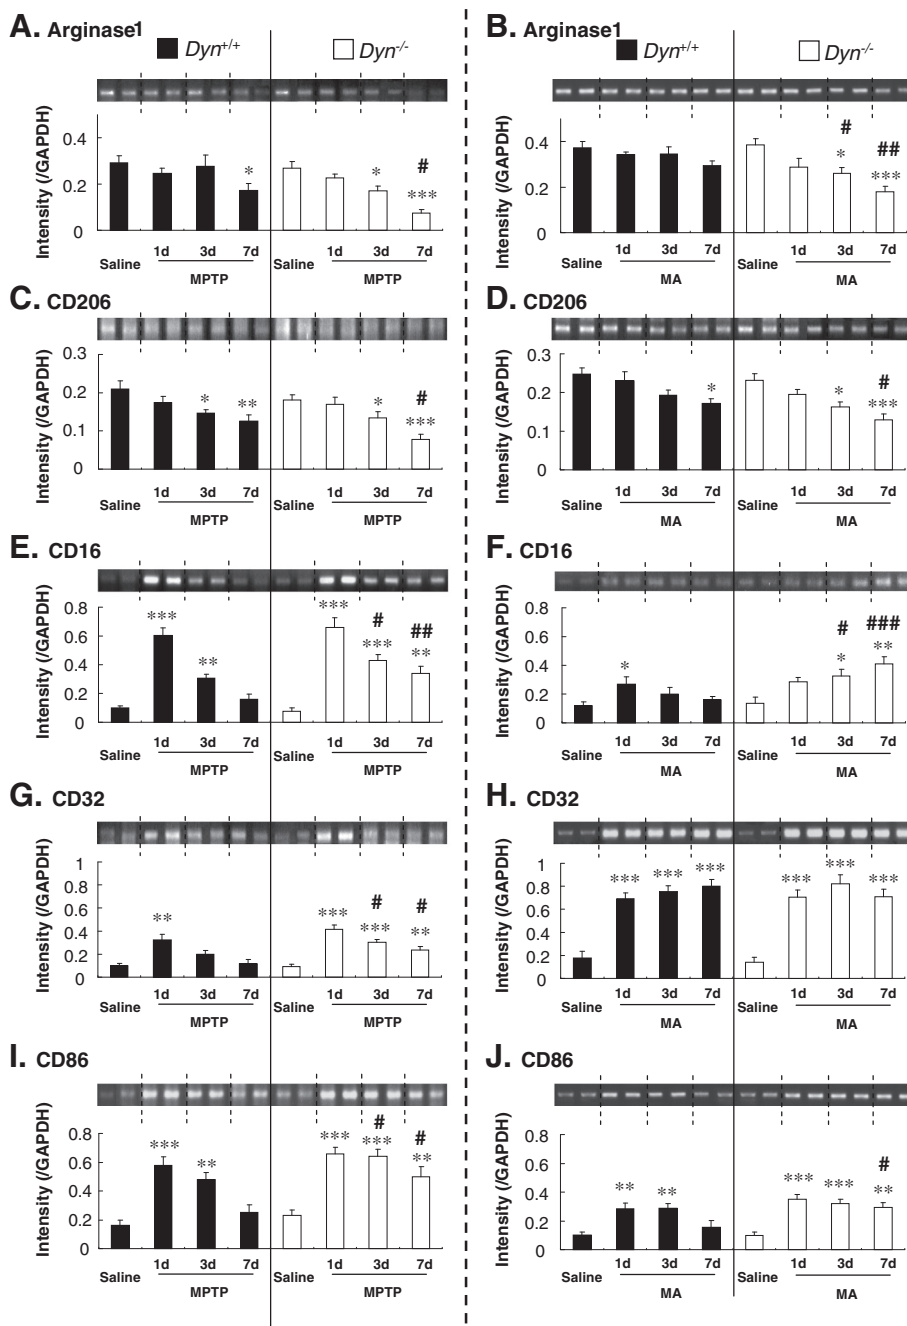 A. Arginase1
Dyn+/+ Dyn-/-
Intensity (/GAPDH)
0.4
0.2
0
* * # ***
Saline 1d 3d 7d Saline 1d 3d 7d
MPTP MPTP
B. Arginase1
Dyn+/+ Dyn-/-
Intensity (/GAPDH)
0.4
0.2
0
# * ## ***
Saline 1d 3d 7d Saline 1d 3d 7d
MA MA
C. CD206
Intensity (/GAPDH)
0.3
0.2
0.1
0
* ** * # ***
Saline 1d 3d 7d Saline 1d 3d 7d
MPTP MPTP
D. CD206
Intensity (/GAPDH)
0.3
0.2
0.1
0
* * # ***
Saline 1d 3d 7d Saline 1d 3d 7d
MA MA
E. CD16
Intensity (/GAPDH)
0.8
0.6
0.4
0.2
0
*** ** *** # *** ## **
Saline 1d 3d 7d Saline 1d 3d 7d
MPTP MPTP
F. CD16
Intensity (/GAPDH)
0.8
0.6
0.4
0.2
0
* # * ### **
Saline 1d 3d 7d Saline 1d 3d 7d
MA MA
G. CD32
Intensity (/GAPDH)
1
0.8
0.6
0.4
0.2
0
** *** # *** # **
Saline 1d 3d 7d Saline 1d 3d 7d
MPTP MPTP
H. CD32
Intensity (/GAPDH)
1
0.8
0.6
0.4
0.2
0
*** *** *** *** *** ***
Saline 1d 3d 7d Saline 1d 3d 7d
MA MA
I. CD86
Intensity (/GAPDH)
0.8
0.6
0.4
0.2
0
*** ** *** # *** # **
Saline 1d 3d 7d Saline 1d 3d 7d
MPTP MPTP
J. CD86
Intensity (/GAPDH)
0.8
0.6
0.4
0.2
0
** ** *** *** # **
Saline 1d 3d 7d Saline 1d 3d 7d
MA MA